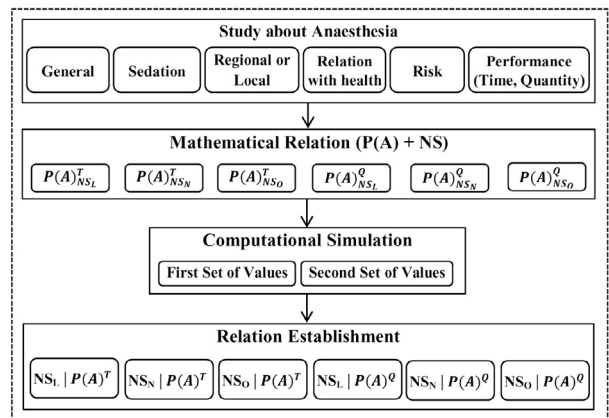 Study about Anaesthesia
General
Sedation
Regional or
Local
Relation
with health
Risk
Performance
(Time, Quantity)
Mathematical Relation (P(A) + NS)
P(A)^T_{NS_L}
P(A)^T_{NS_N}
P(A)^T_{NS_O}
P(A)^Q_{NS_L}
P(A)^Q_{NS_N}
P(A)^Q_{NS_O}
Computational Simulation
First Set of Values
Second Set of Values
Relation Establishment
NS_L | P(A)^T
NS_N | P(A)^T
NS_O | P(A)^T
NS_L | P(A)^Q
NS_N | P(A)^Q
NS_O | P(A)^Q